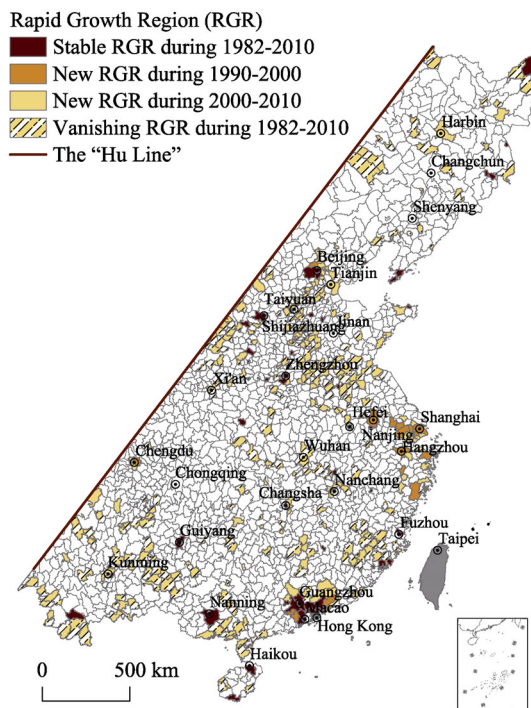 Rapid Growth Region (RGR)
Stable RGR during 1982-2010
New RGR during 1990-2000
New RGR during 2000-2010
Vanishing RGR during 1982-2010
The “Hu Line”
Harbin
Changchun
Shenyang
Beijing
Tianjin
Taiyuan
Shijiazhuang
Jinan
Zhengzhou
Xi'an
Hefei
Shanghai
Nanjing
Hangzhou
Chengdu
Wuhan
Chongqing
Nanchang
Changsha
Guiyang
Fuzhou
Taipei
Kunming
Guangzhou
Nanning
Macao
Hong Kong
Haikou
0 500 km